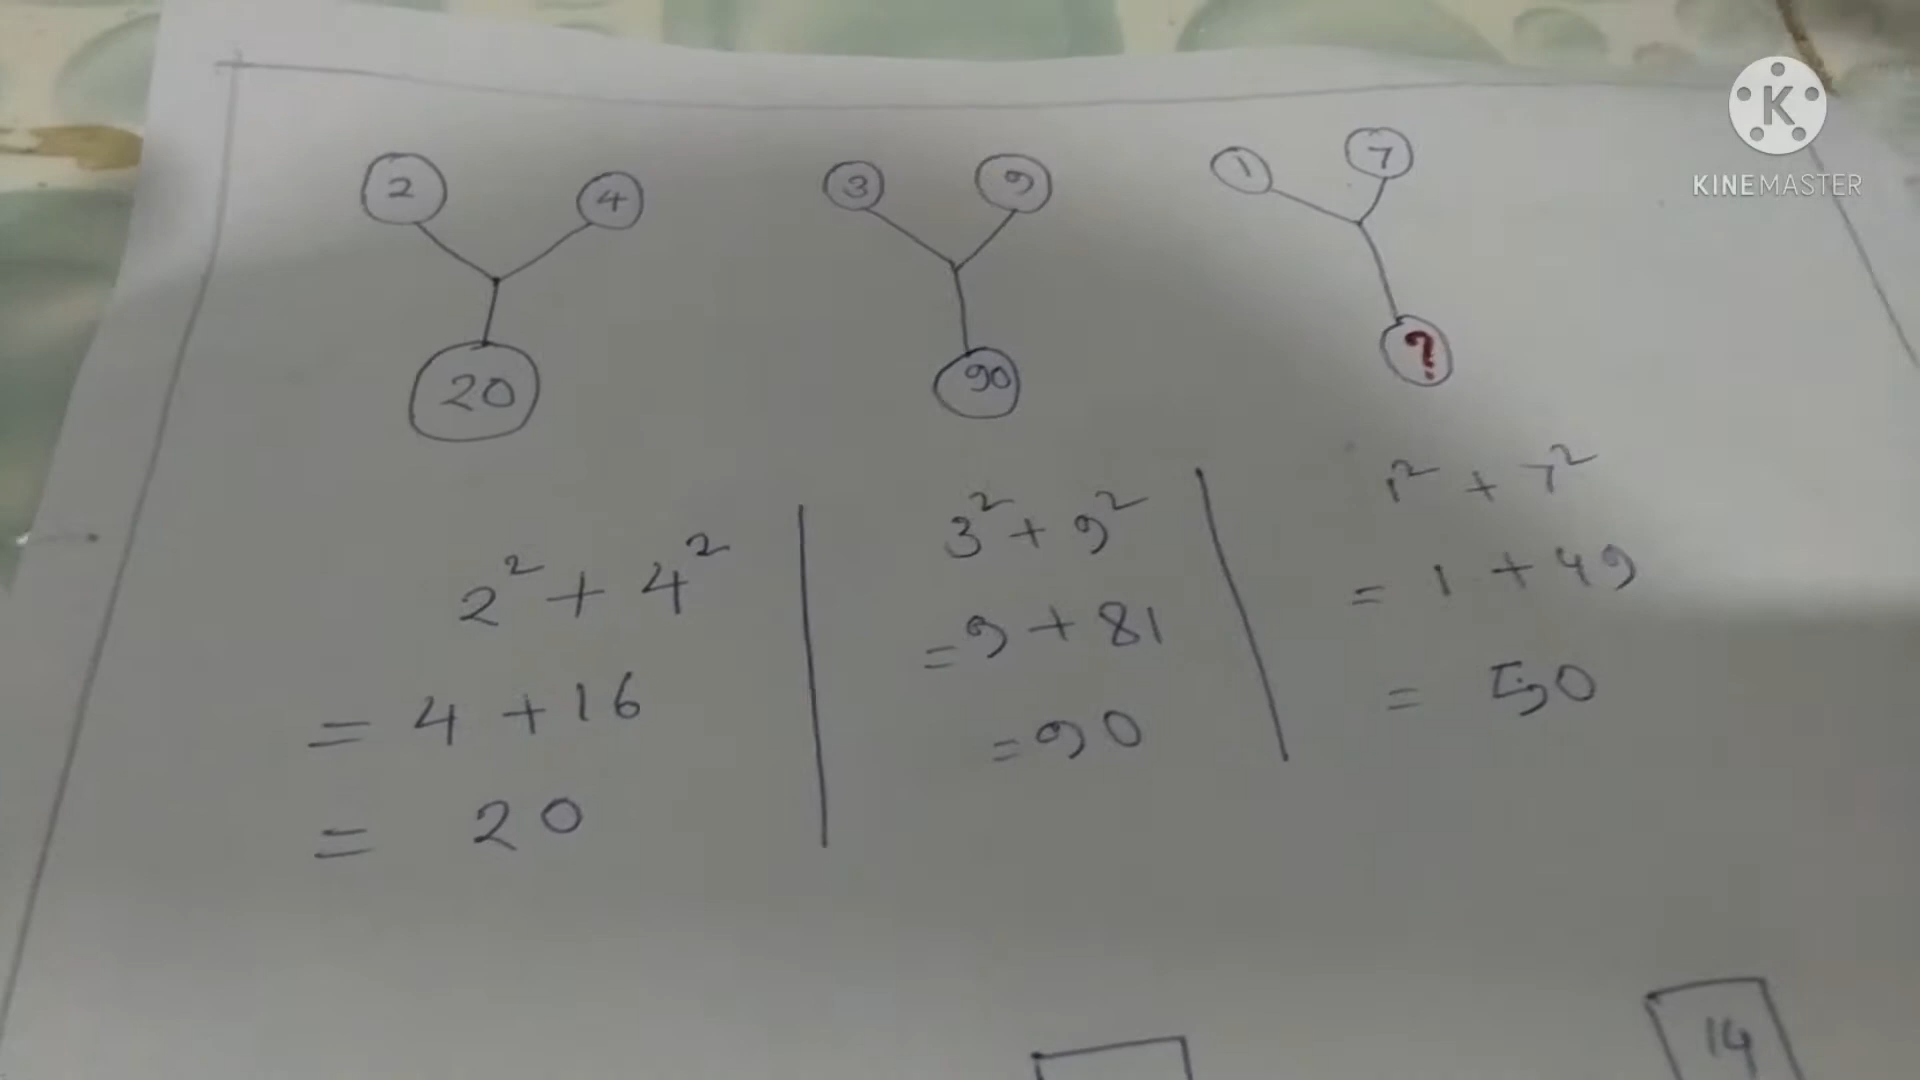 2 4 3 9 1 7
20 90 ?
K
KINEMASTER
2² + 4²
= 4 + 16
= 20
3² + 9²
= 9 + 81
= 90
1² + 7²
= 1 + 49
= 50
14